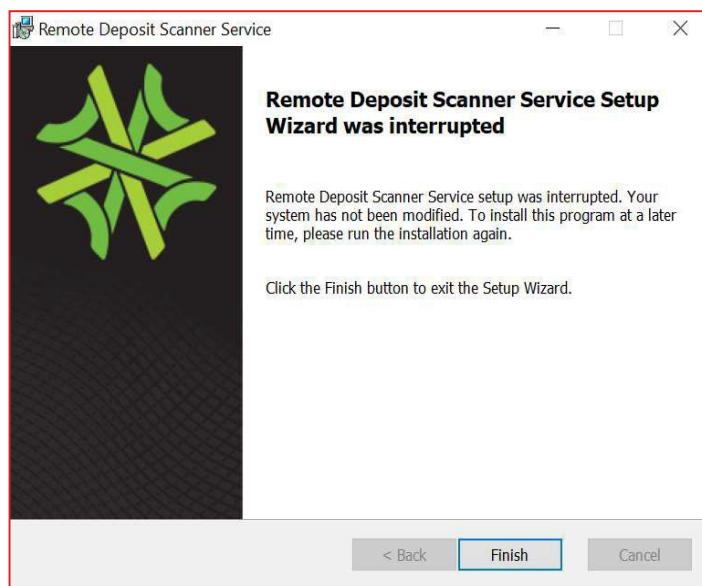 Remote Deposit Scanner Service
Remote Deposit Scanner Service Setup
Wizard was interrupted
Remote Deposit Scanner Service setup was interrupted. Your
system has not been modified. To install this program at a later
time, please run the installation again.
Click the Finish button to exit the Setup Wizard.
< Back
Finish
Cancel